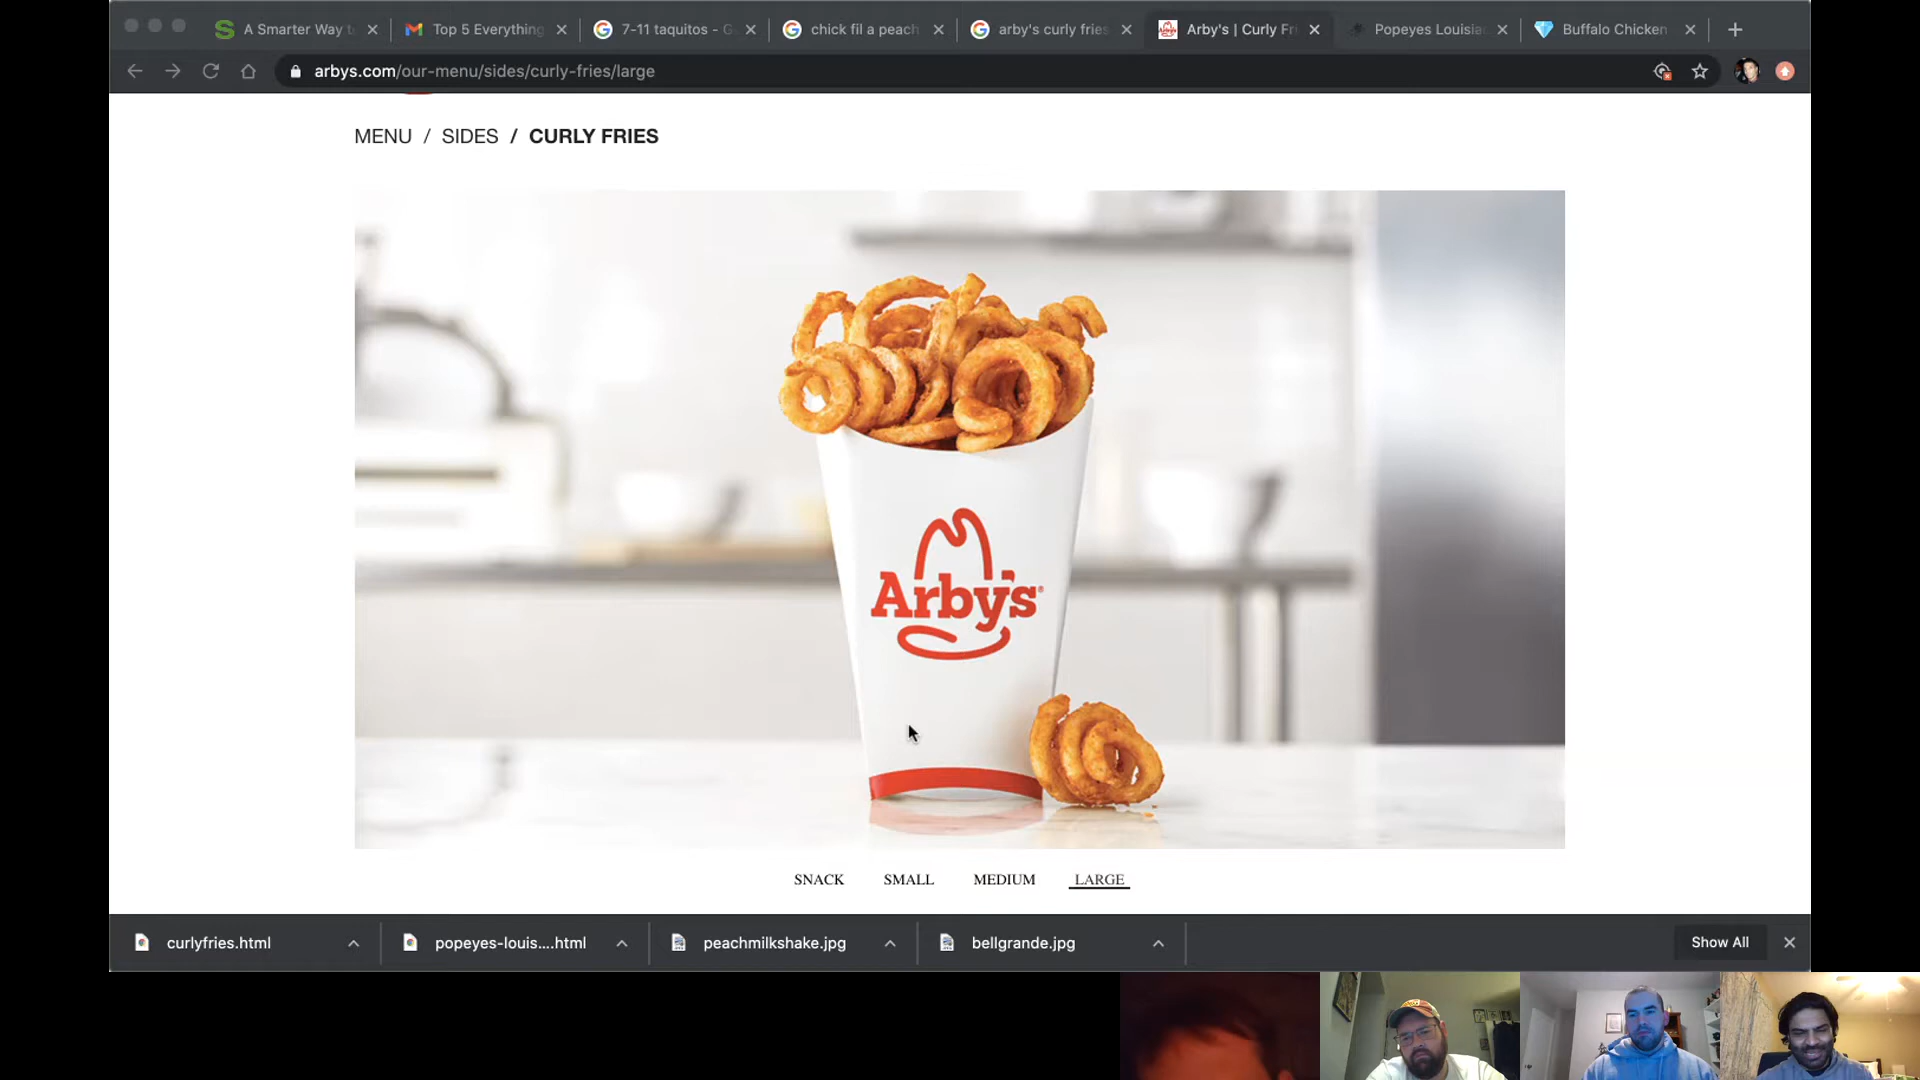 A Smarter Way t
Top 5 Everything
7-11 taquitos - G
chick fil a peach
arby's curly fries
Arby's | Curly Fri
Popeyes Louisia
Buffalo Chicken
arbys.com/our-menu/sides/curly-fries/large
MENU / SIDES / CURLY FRIES
Arby's
SNACK SMALL MEDIUM LARGE
curlyfries.html
popeyes-louis....html
peachmilkshake.jpg
bellgrande.jpg
Show All